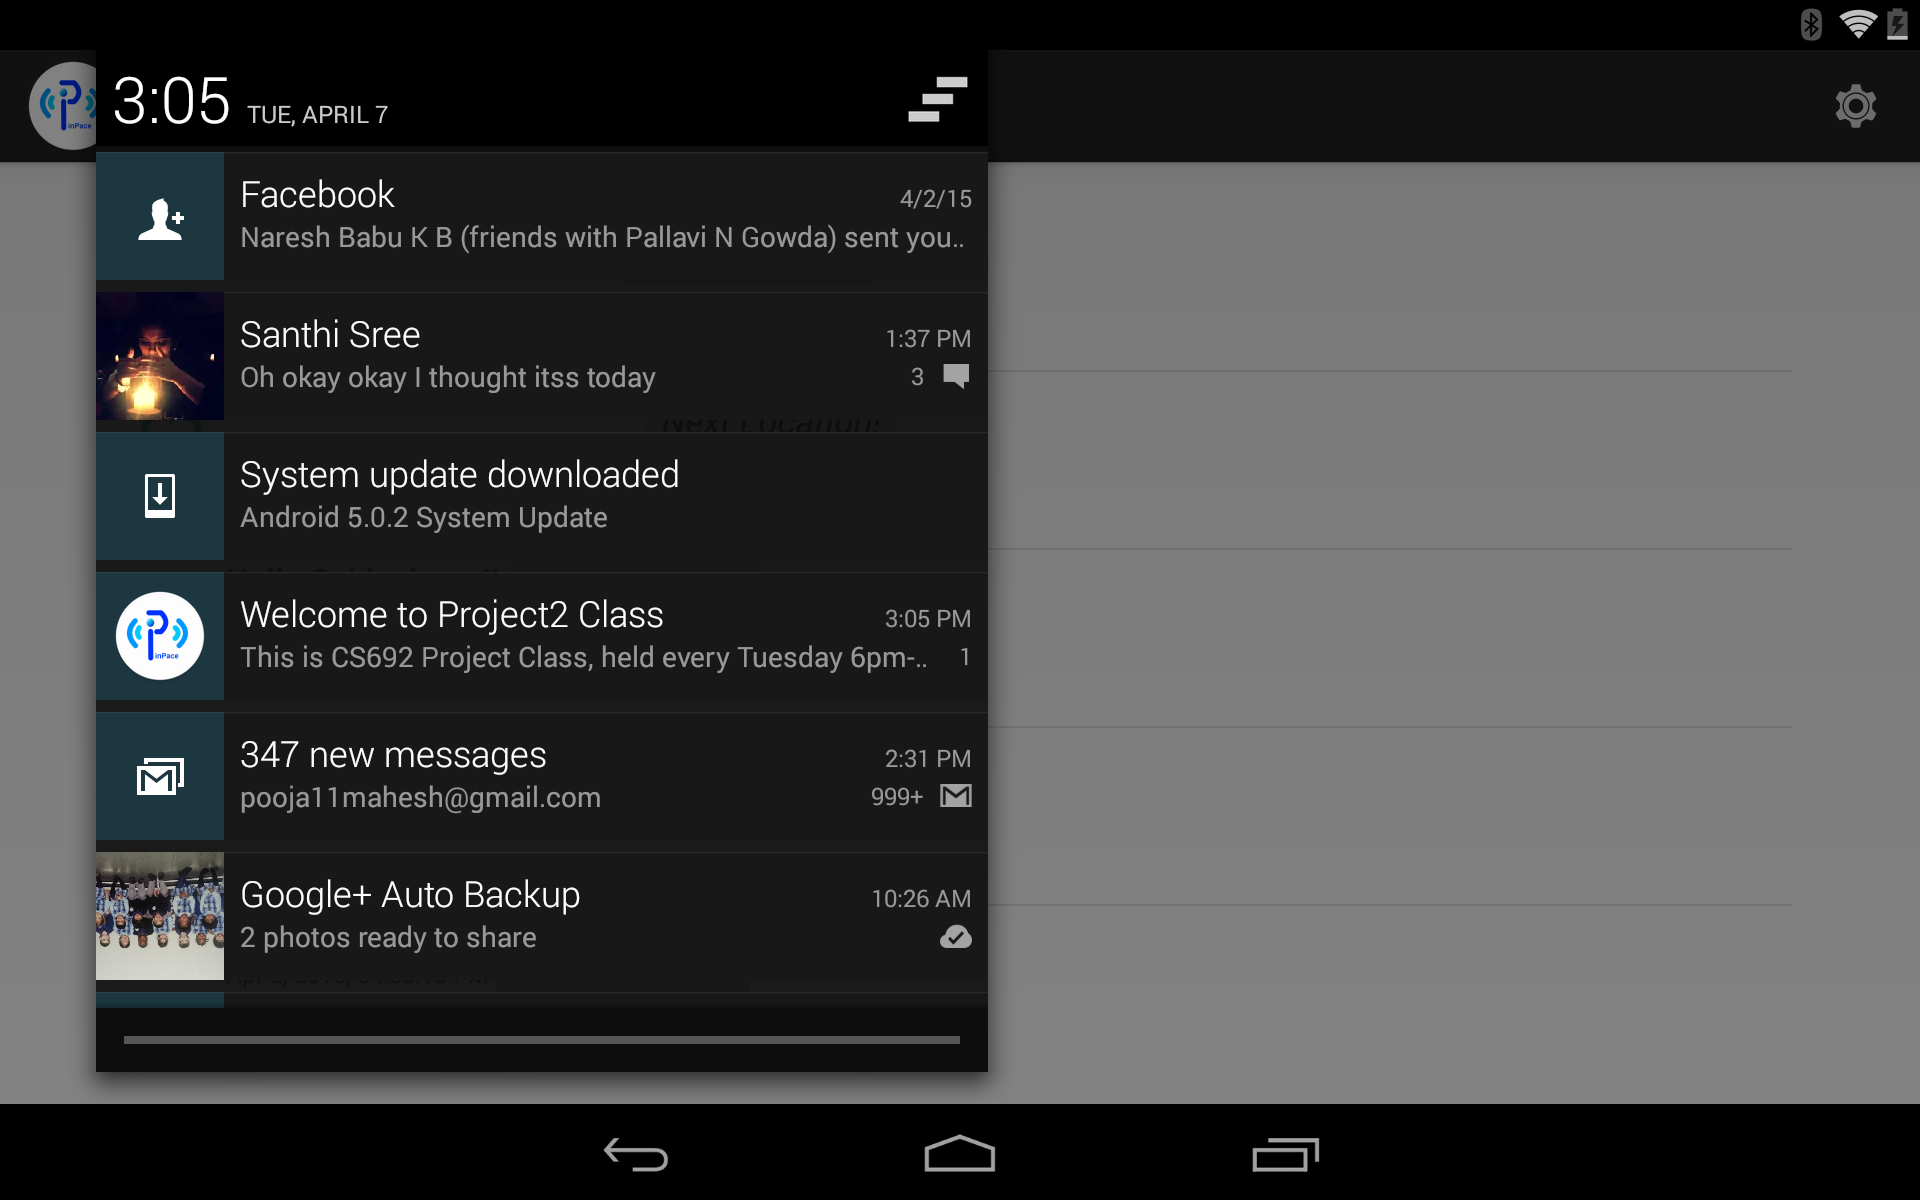 3:05 TUE, APRIL 7
Facebook 4/2/15
Naresh Babu K B (friends with Pallavi N Gowda) sent you..
Santhi Sree 1:37 PM
Oh okay okay I thought itss today 3
Next Location!
System update downloaded
Android 5.0.2 System Update
inPace
Welcome to Project2 Class 3:05 PM
This is CS692 Project Class, held every Tuesday 6pm-.. 1
inPace
347 new messages 2:31 PM
pooja11mahesh@gmail.com 999+
Google+ Auto Backup 10:26 AM
2 photos ready to share